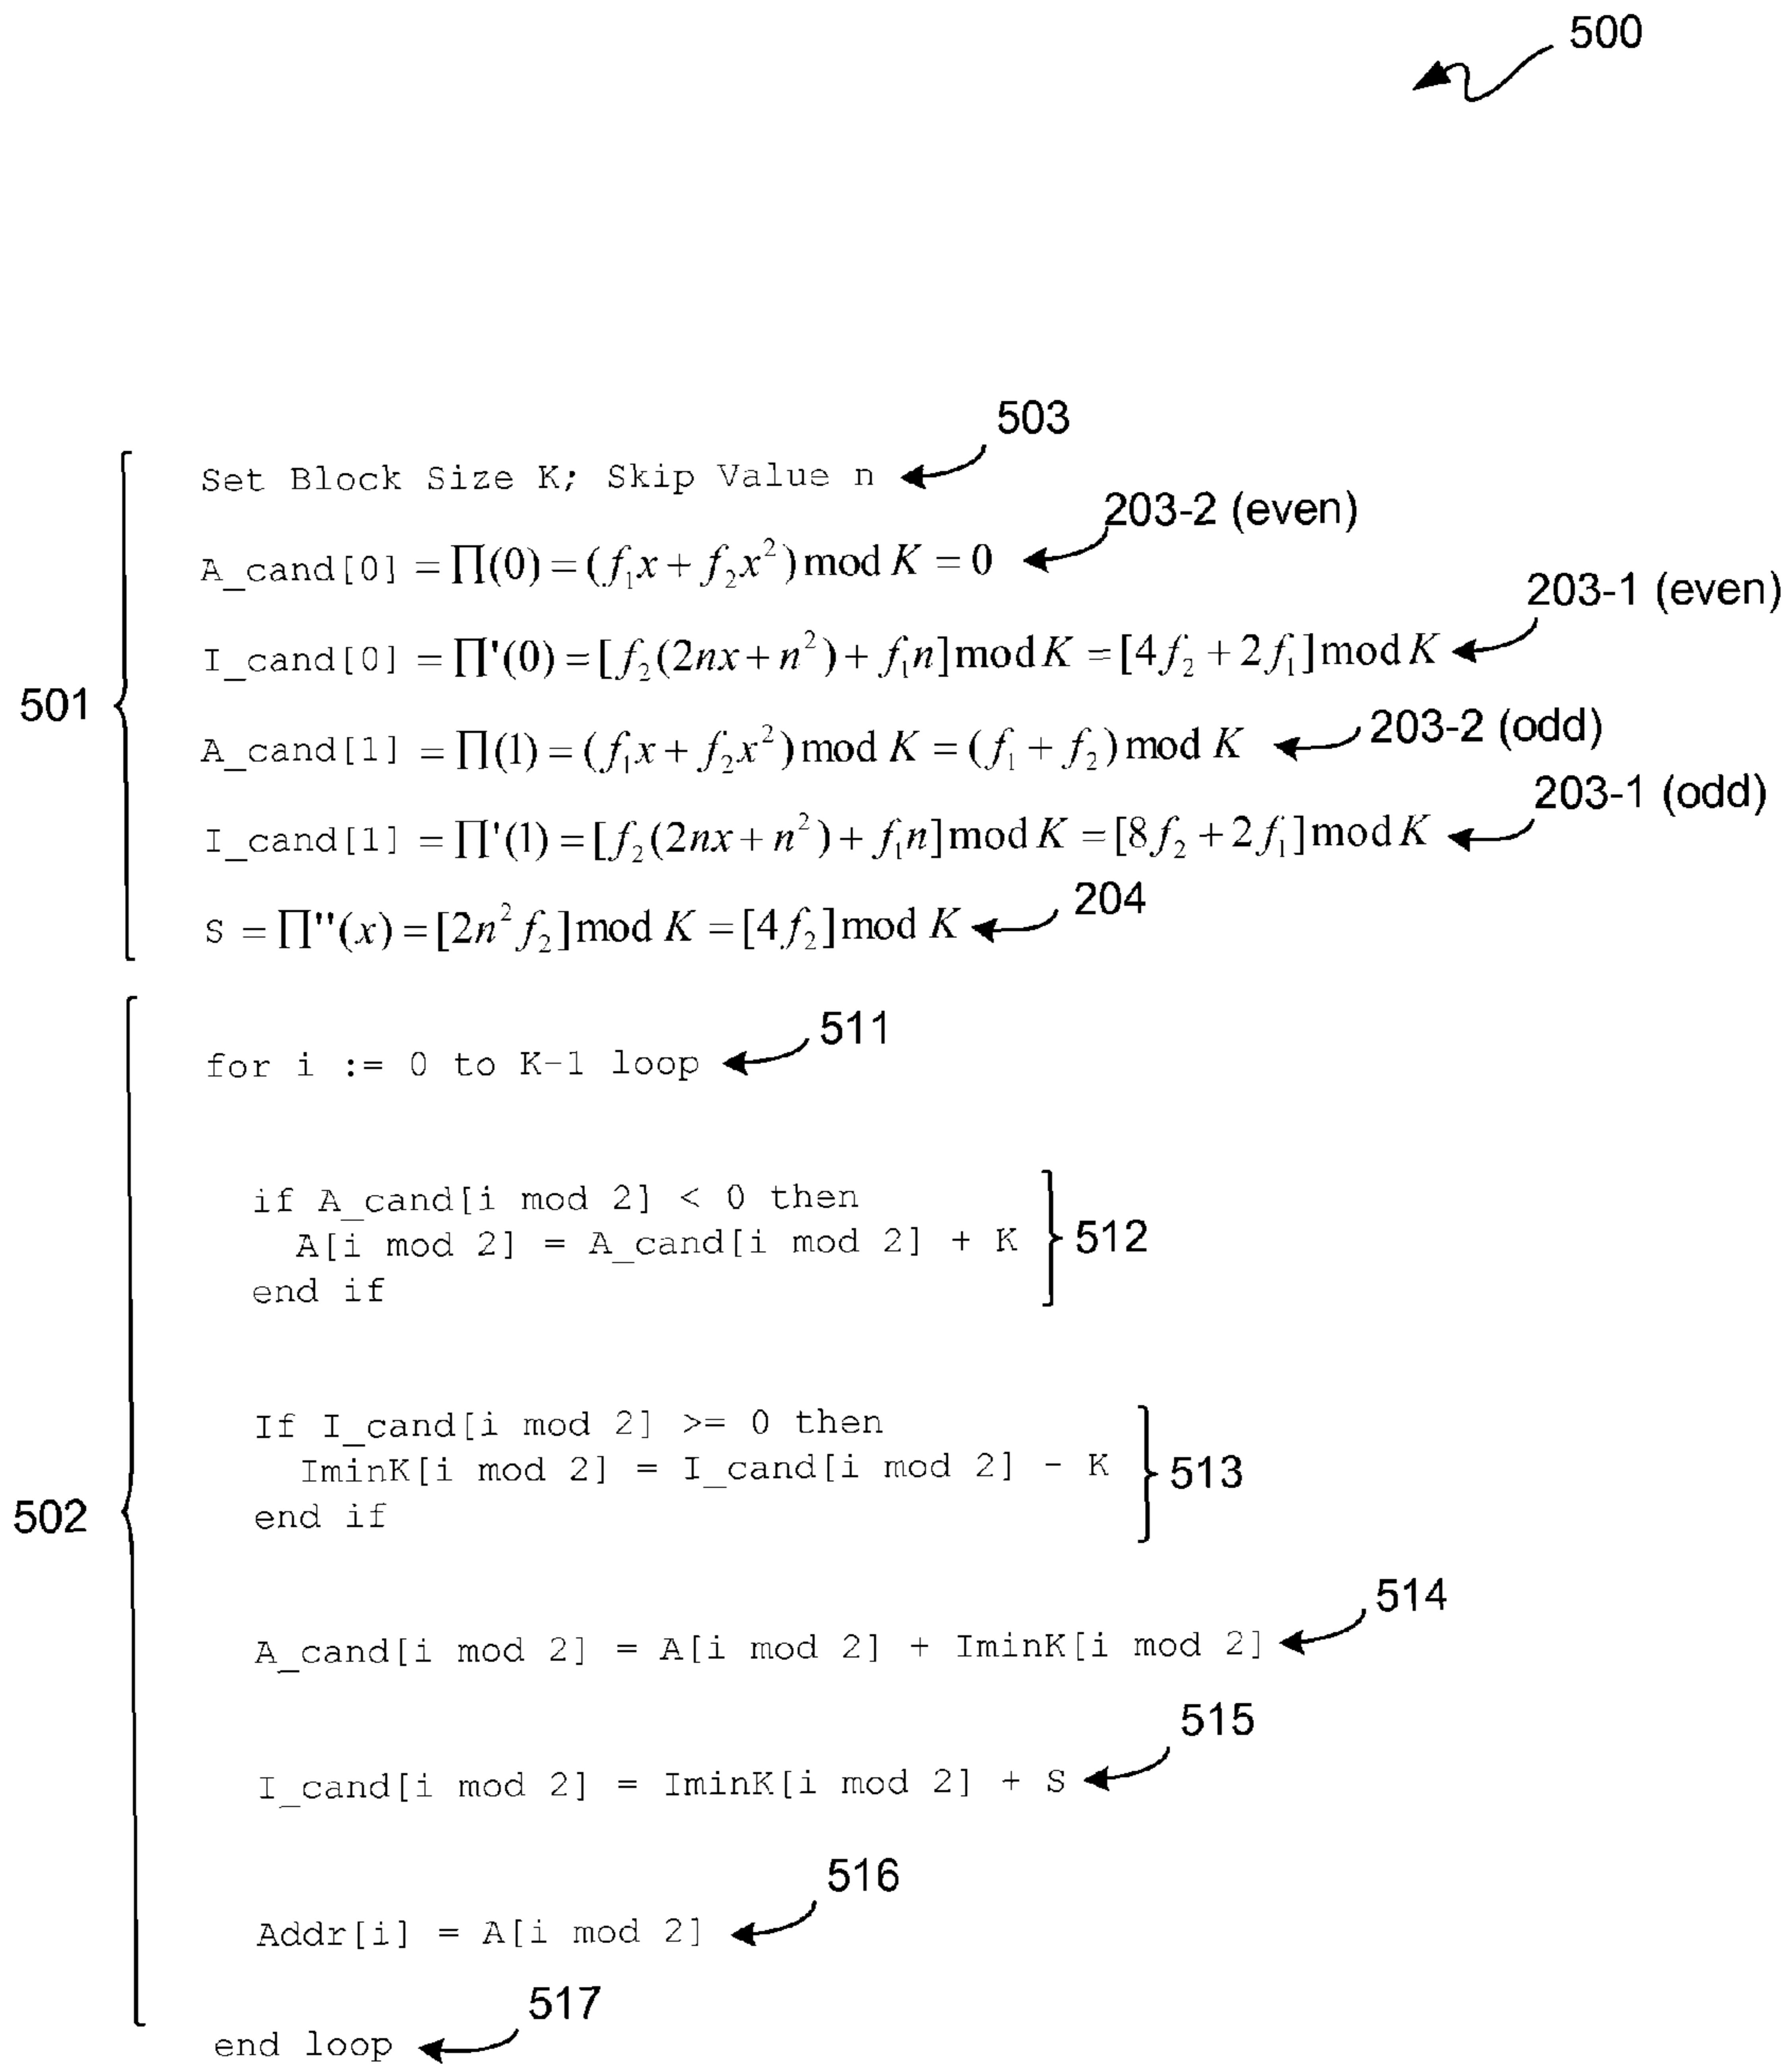 500
503
Set Block Size K; Skip Value n
203-2 (even)
A_cand[0] = ∏(0) = (f₁x + f₂x²) mod K = 0
203-1 (even)
I_cand[0] = ∏'(0) = [f₂(2nx + n²) + f₁n] mod K = [4f₂ + 2f₁] mod K
501
203-2 (odd)
A_cand[1] = ∏(1) = (f₁x + f₂x²) mod K = (f₁ + f₂) mod K
203-1 (odd)
I_cand[1] = ∏'(1) = [f₂(2nx + n²) + f₁n] mod K = [8f₂ + 2f₁] mod K
204
S = ∏''(x) = [2n²f₂] mod K = [4f₂] mod K
511
for i := 0 to K-1 loop
if A_cand[i mod 2] < 0 then
A[i mod 2] = A_cand[i mod 2] + K
512
end if
If I_cand[i mod 2] >= 0 then
IminK[i mod 2] = I_cand[i mod 2] - K
513
end if
502
514
A_cand[i mod 2] = A[i mod 2] + IminK[i mod 2]
515
I_cand[i mod 2] = IminK[i mod 2] + S
516
Addr[i] = A[i mod 2]
517
end loop